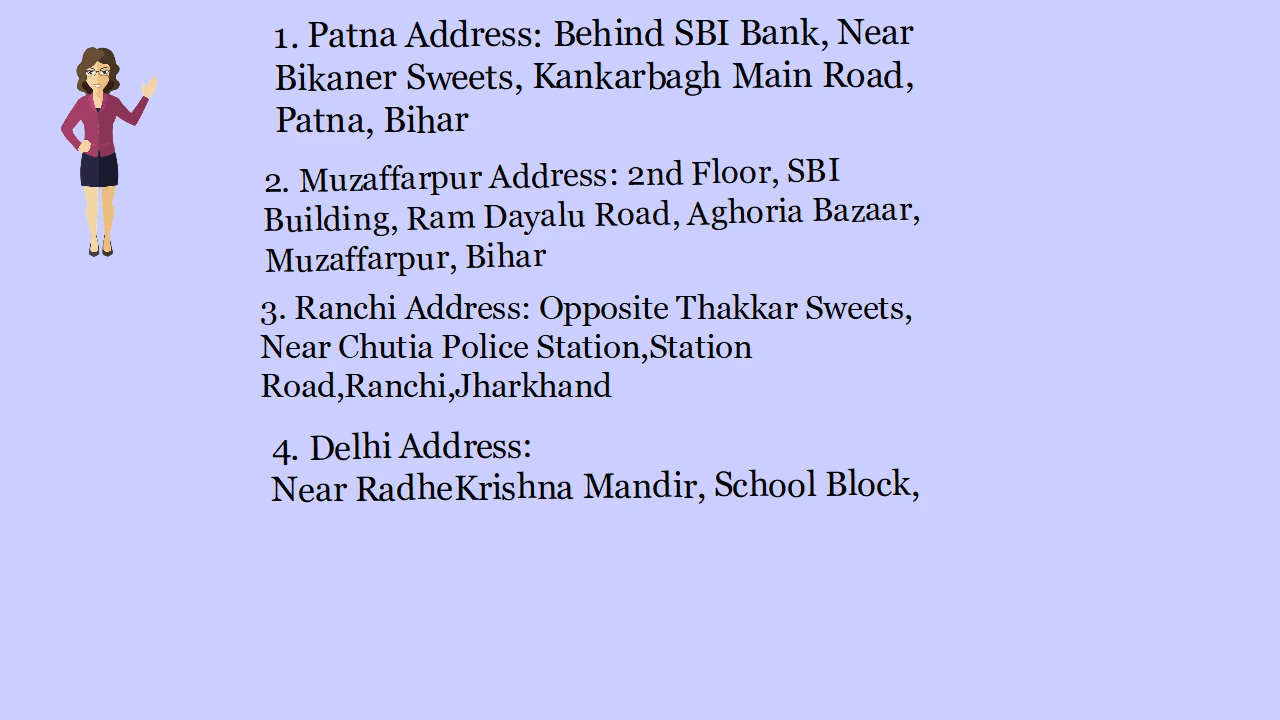 1. Patna Address: Behind SBI Bank, Near
Bikaner Sweets, Kankarbagh Main Road,
Patna, Bihar
2. Muzaffarpur Address: 2nd Floor, SBI
Building, Ram Dayalu Road, Aghoria Bazaar,
Muzaffarpur, Bihar
3. Ranchi Address: Opposite Thakkar Sweets,
Near Chutia Police Station,Station
Road,Ranchi,Jharkhand
4. Delhi Address:
Near RadheKrishna Mandir, School Block,